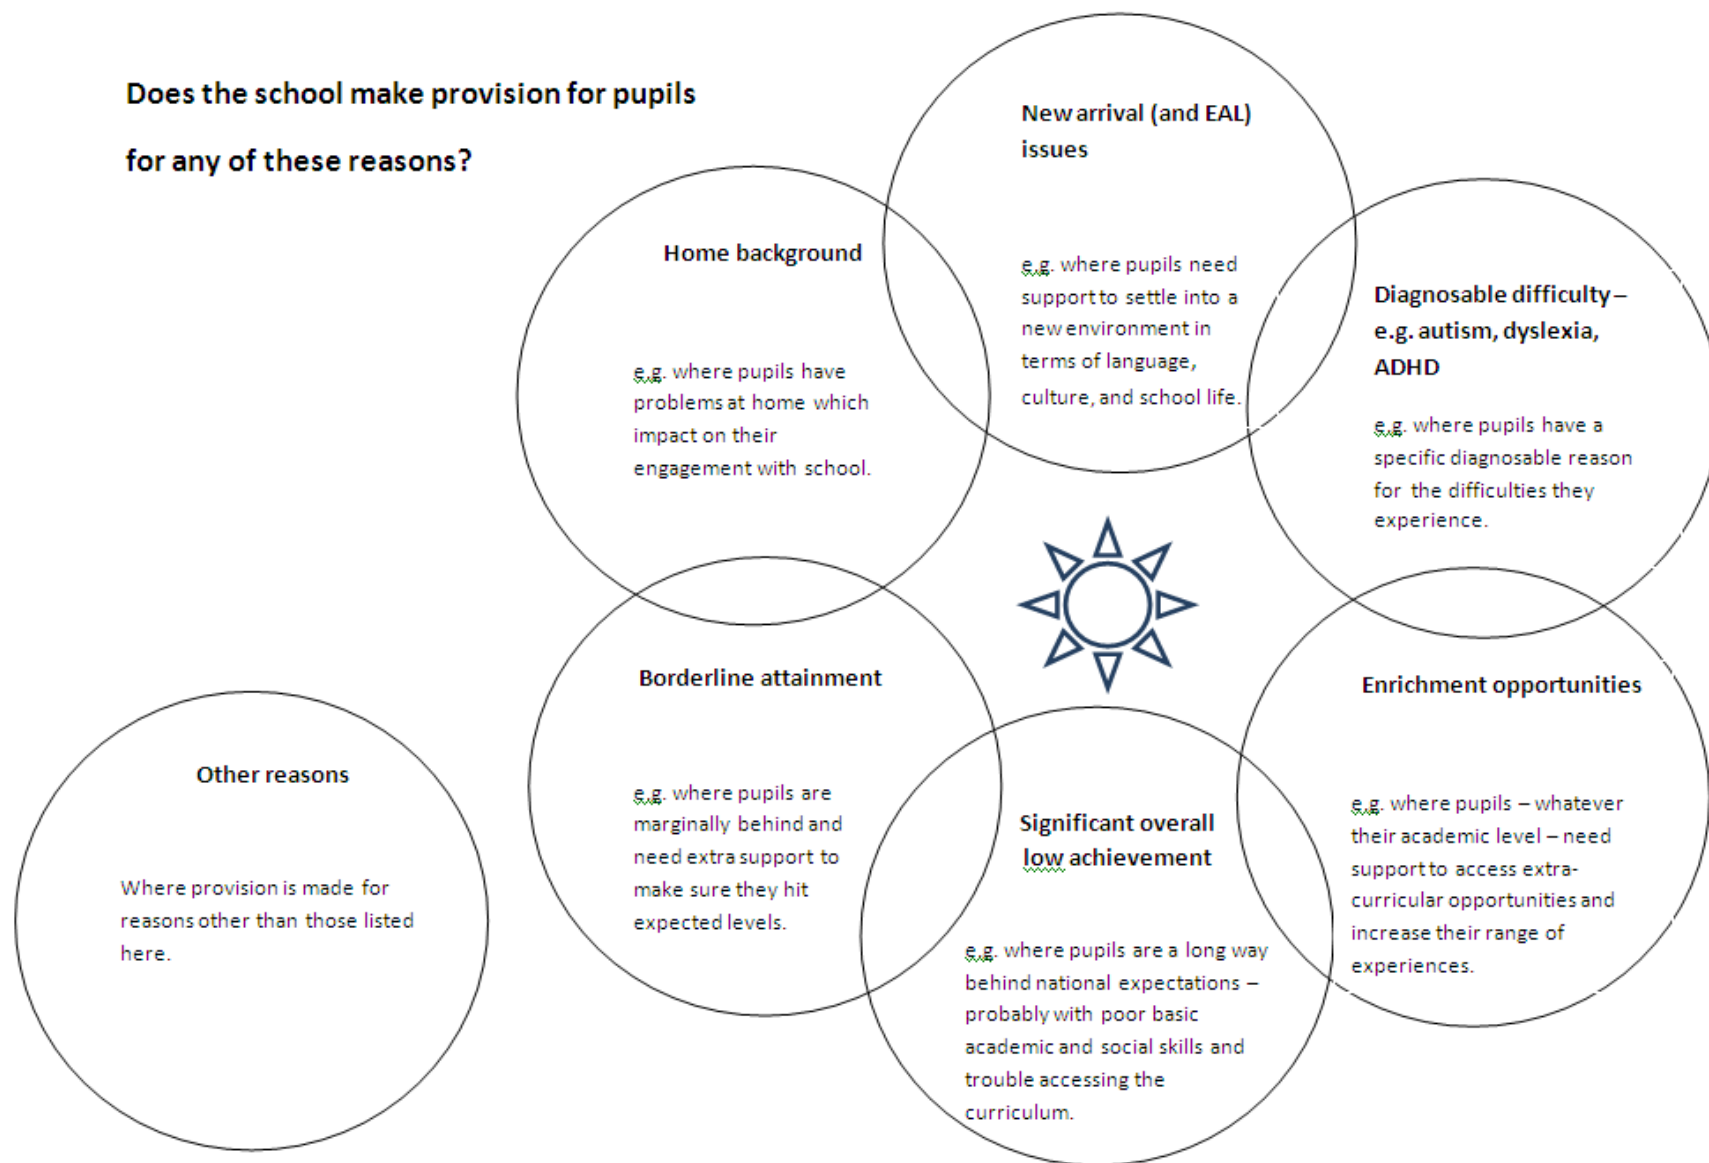 Does the school make provision for pupils
for any of these reasons?
New arrival (and EAL)
issues
e.g. where pupils need
support to settle into a
new environment in
terms of language,
culture, and school life.
Home background
e.g. where pupils have
problems at home which
impact on their
engagement with school.
Diagnosable difficulty –
e.g. autism, dyslexia,
ADHD
e.g. where pupils have a
specific diagnosable reason
for the difficulties they
experience.
Borderline attainment
e.g. where pupils are
marginally behind and
need extra support to
make sure they hit
expected levels.
Enrichment opportunities
e.g. where pupils – whatever
their academic level – need
support to access extra-
curricular opportunities and
increase their range of
experiences.
Other reasons
Where provision is made for
reasons other than those listed
here.
Significant overall
low achievement
e.g. where pupils are a long way
behind national expectations –
probably with poor basic
academic and social skills and
trouble accessing the
curriculum.